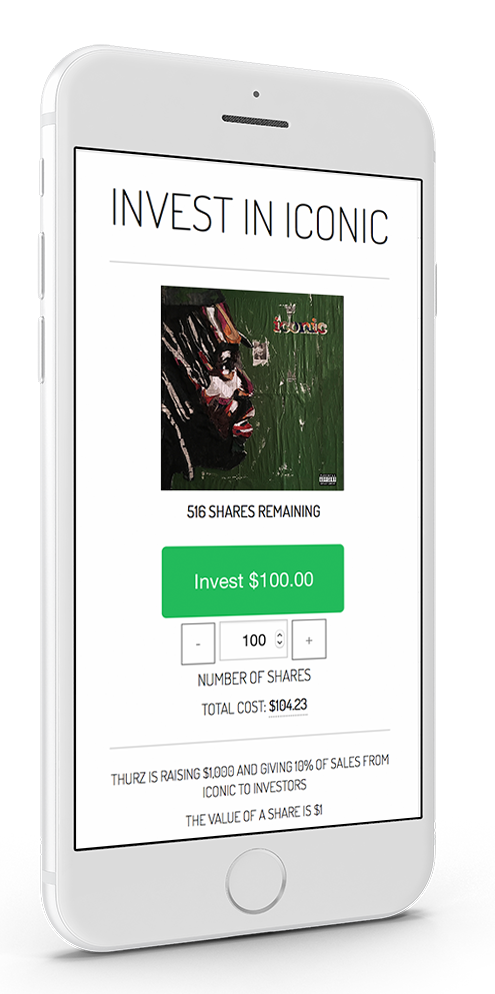 INVEST IN ICONIC
iconic
516 SHARES REMAINING
Invest $100.00
-
100
+
NUMBER OF SHARES
TOTAL COST: $104.23
THURZ IS RAISING $1,000 AND GIVING 10% OF SALES FROM
ICONIC TO INVESTORS
THE VALUE OF A SHARE IS $1